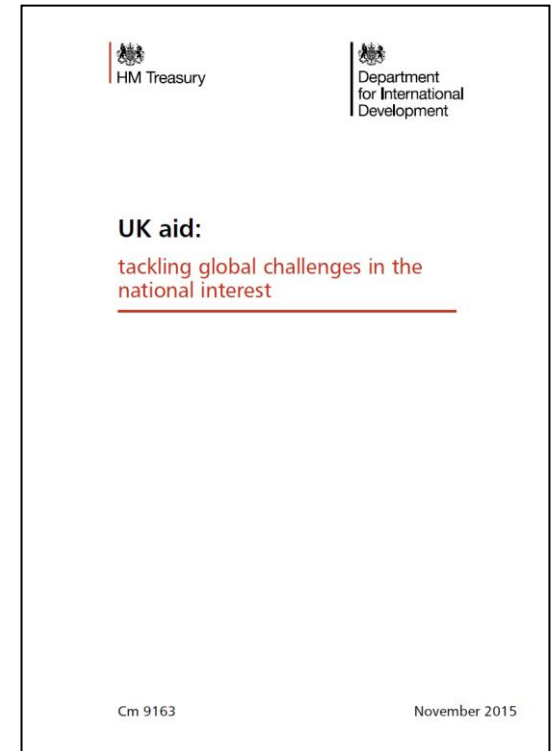 HM Treasury
Department
for International
Development
UK aid:
tackling global challenges in the
national interest
Cm 9163
November 2015